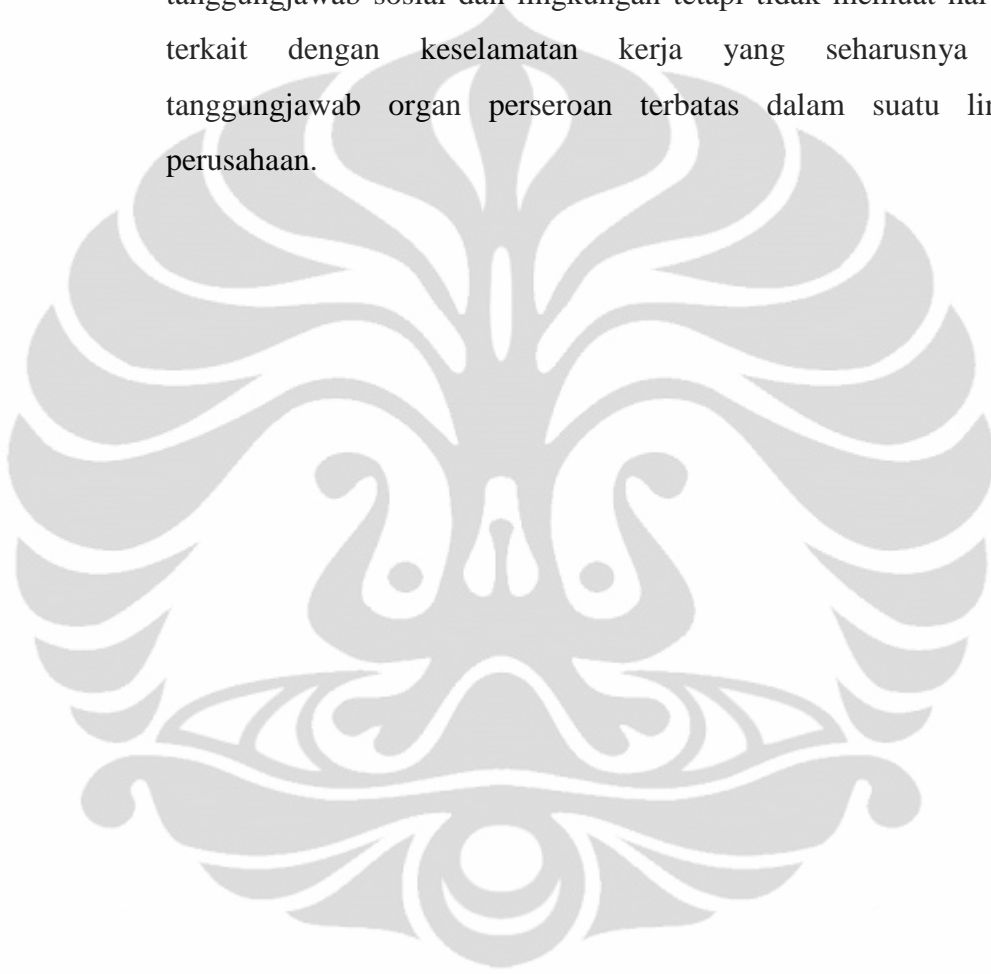 tanggungjawab sosial dan lingkungan tetapi tidak memuat
terkait dengan keselamatan kerja yang seharusnya
tanggungjawab organ perseroan terbatas dalam suatu
perusahaan.